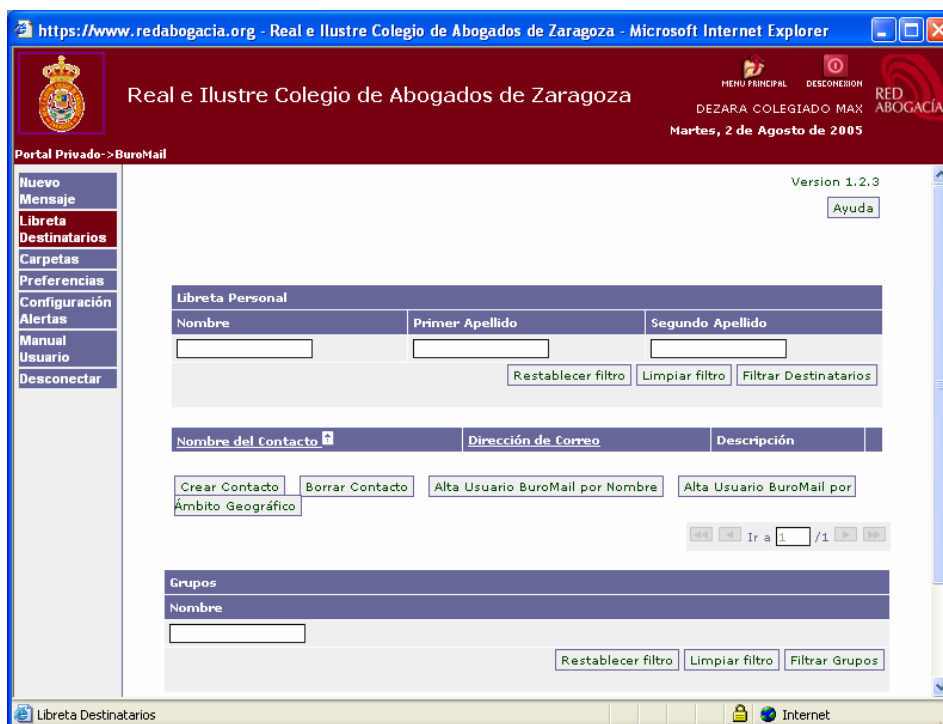 https://www.redabogacia.org - Real e Ilustre Colegio de Abogados de Zaragoza - Microsoft Internet Explorer
MENU PRINCIPAL DESCONEXION
Real e Ilustre Colegio de Abogados de Zaragoza
RED ABOGACÍA
DEZARA COLEGIADO MAX
Martes, 2 de Agosto de 2005
Portal Privado->BuroMail
Nuevo Mensaje
Libreta Destinatarios
Carpetas
Preferencias
Configuración Alertas
Manual Usuario
Desconectar
Version 1.2.3
Ayuda
Libreta Personal
Nombre Primer Apellido Segundo Apellido
Restablecer filtro Limpiar filtro Filtrar Destinatarios
Nombre del Contacto Dirección de Correo Descripción
Crear Contacto Borrar Contacto Alta Usuario BuroMail por Nombre Alta Usuario BuroMail por
Ámbito Geográfico
Ir a 1 /1
Grupos
Nombre
Restablecer filtro Limpiar filtro Filtrar Grupos
Libreta Destinatarios Internet